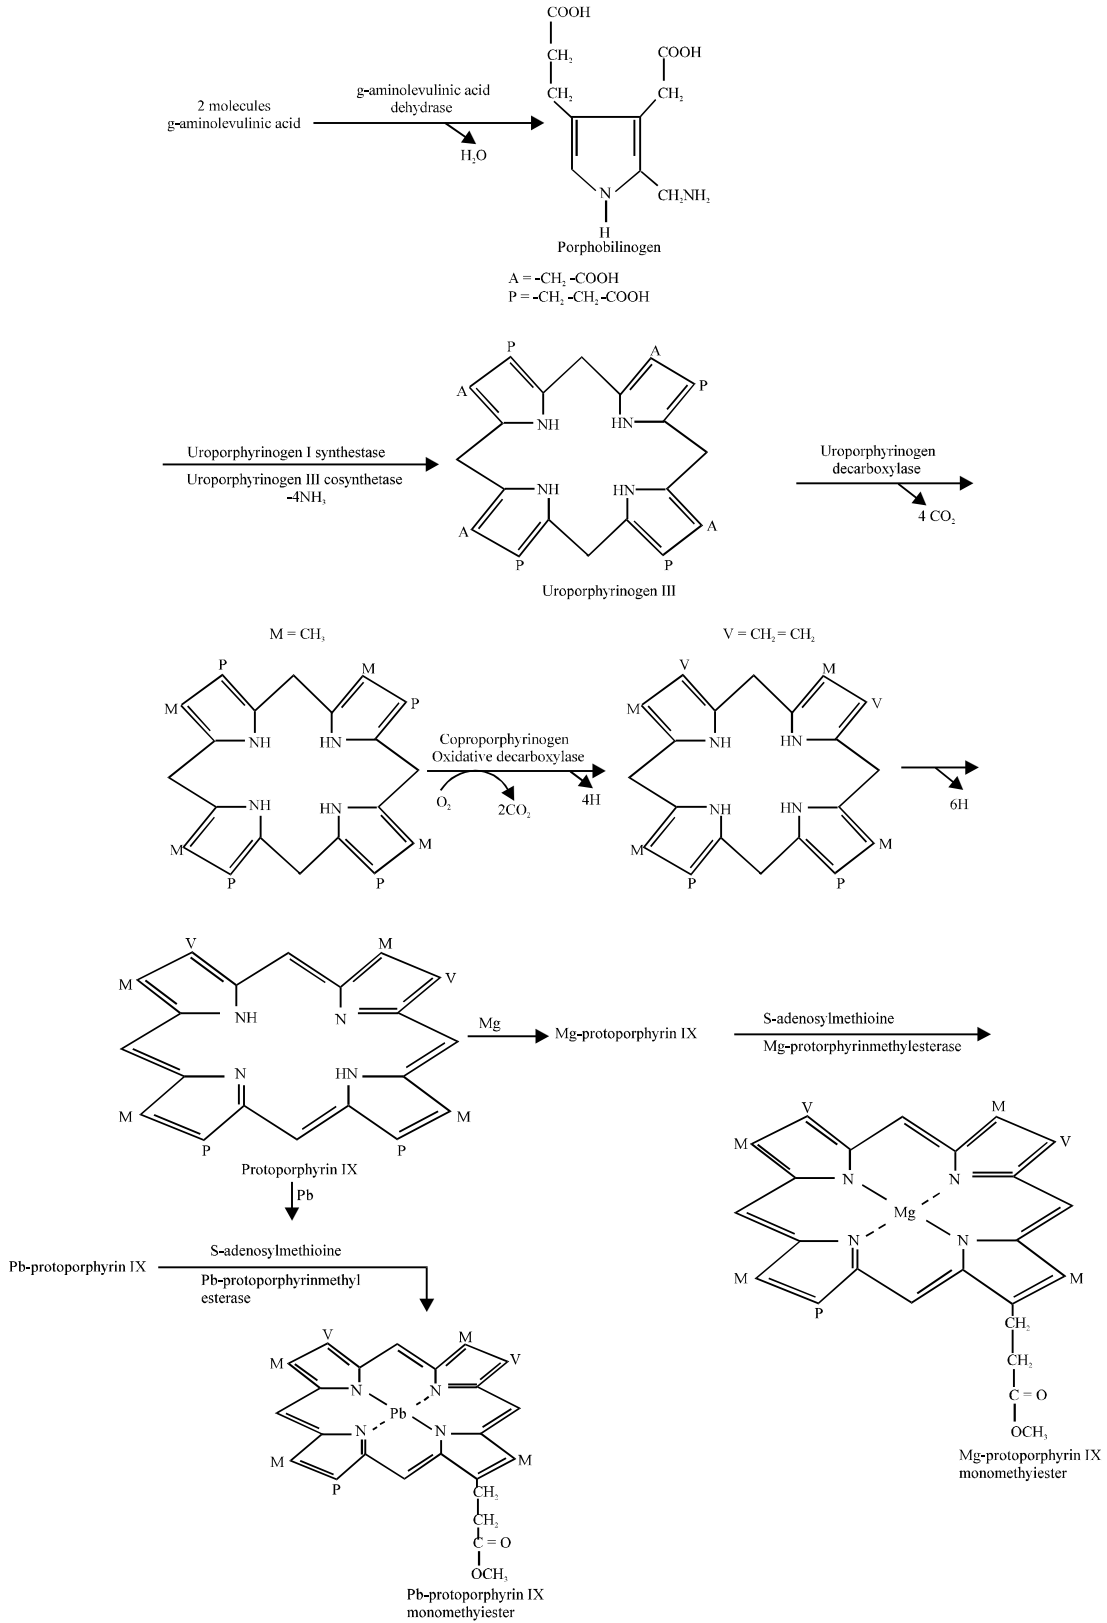 COOH
CH2
COOH
CH2
CH2
2 molecules
g-aminolevulinic acid
g-aminolevulinic acid
dehydrase
H2O
N
H
CH2NH2
Porphobilinogen
A = -CH2 -COOH
P = -CH2 -CH2 -COOH
P
A
A
P
NH
HN
Uroporphyrinogen I synthestase
Uroporphyrinogen III cosynthetase
-4NH3
NH
HN
A
P
A
P
Uroporphyrinogen III
Uroporphyrinogen
decarboxylase
4 CO2
M = CH3
V = CH2 = CH2
P
M
M
P
NH
HN
NH
HN
M
P
M
P
Coproporphyrinogen
Oxidative decarboxylase
O2
2CO2
4H
V
M
M
V
NH
HN
NH
HN
M
P
M
P
6H
V
M
M
V
NH
N
N
HN
M
P
M
P
Protoporphyrin IX
Mg
Mg-protoporphyrin IX
S-adenosylmethioine
Mg-protorphyrinmethylesterase
Pb
Pb-protoporphyrin IX
S-adenosylmethioine
Pb-protoporphyrinmethyl
esterase
V
M
M
V
N
N
Mg
N
N
M
P
M
CH2
CH2
C = O
OCH3
Mg-protoporphyrin IX
monomethyiester
V
M
M
V
N
N
Pb
N
N
M
P
M
CH2
CH2
C = O
OCH3
Pb-protoporphyrin IX
monomethyiester